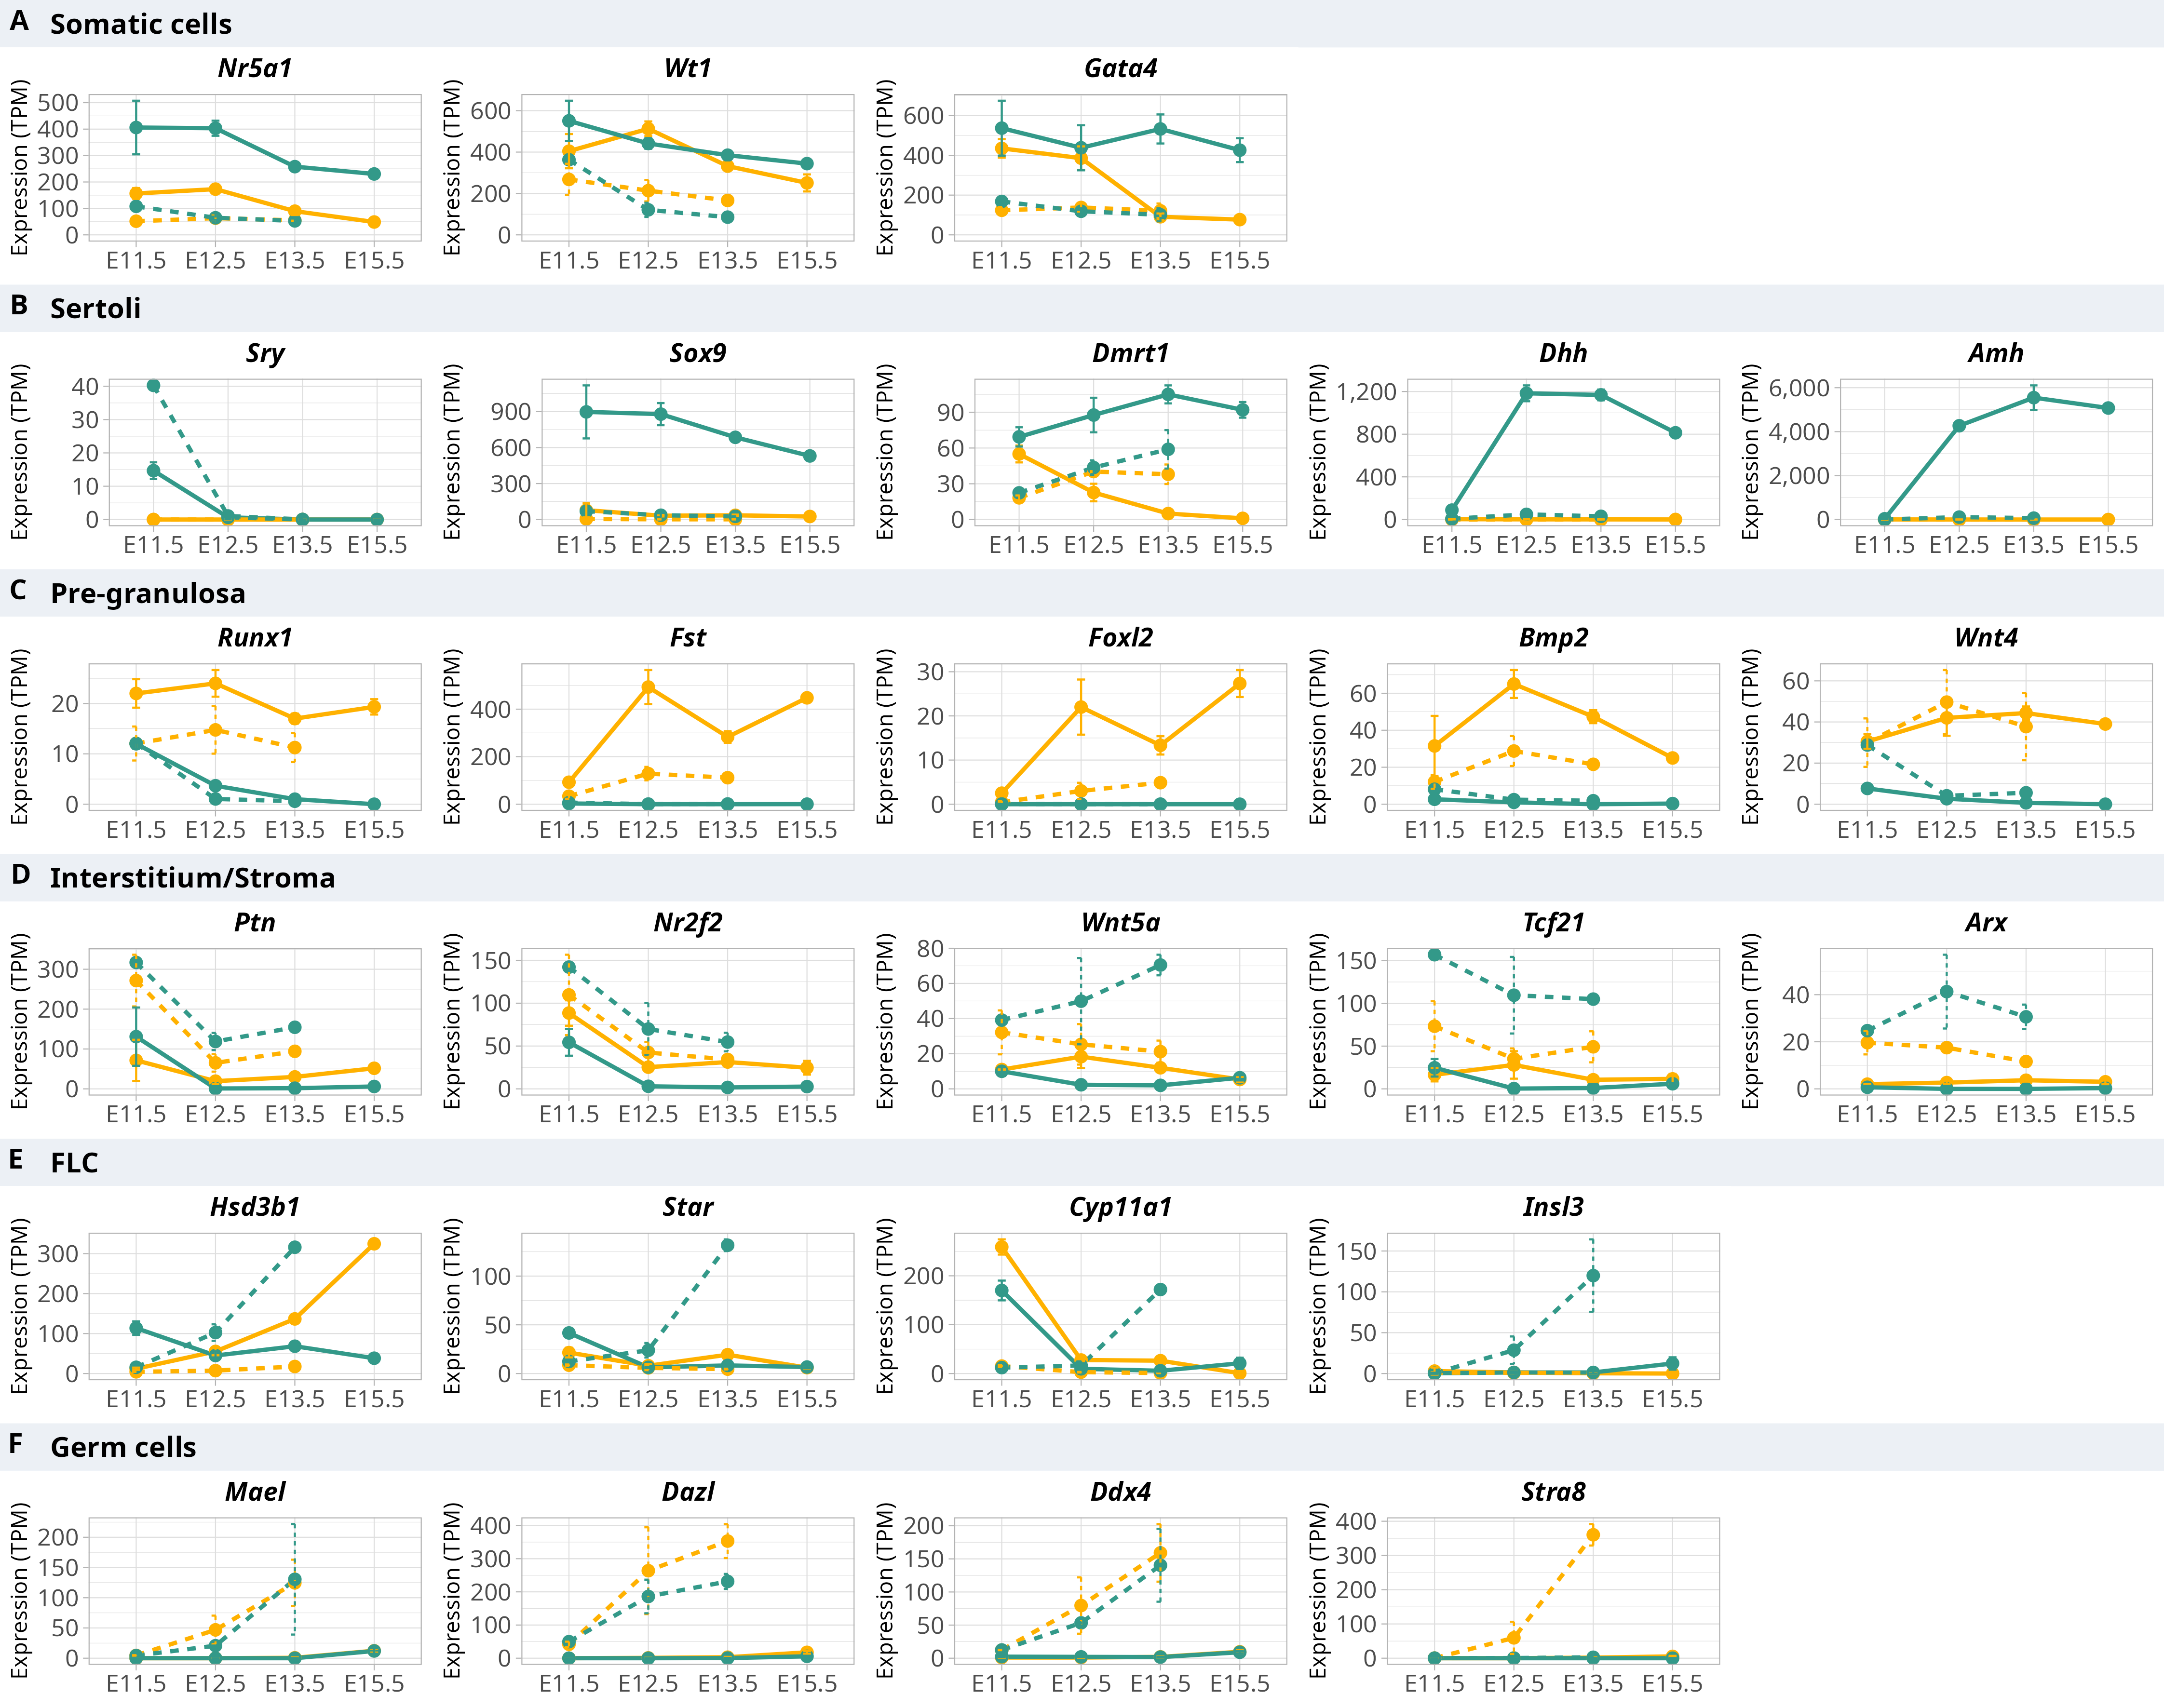 A Somatic cells
Nr5a1 Wt1 Gata4
Expression (TPM) 500 400 300 200 100 0 Expression (TPM) 600 400 200 0 Expression (TPM) 600 400 200 0
E11.5 E12.5 E13.5 E15.5 E11.5 E12.5 E13.5 E15.5 E11.5 E12.5 E13.5 E15.5
B Sertoli
Sry Sox9 Dmrt1 Dhh Amh
Expression (TPM) 40 30 20 10 0 Expression (TPM) 900 600 300 0 Expression (TPM) 90 60 30 0 Expression (TPM) 1,200 800 400 0 Expression (TPM) 6,000 4,000 2,000 0
E11.5 E12.5 E13.5 E15.5 E11.5 E12.5 E13.5 E15.5 E11.5 E12.5 E13.5 E15.5 E11.5 E12.5 E13.5 E15.5 E11.5 E12.5 E13.5 E15.5
C Pre-granulosa
Runx1 Fst Foxl2 Bmp2 Wnt4
Expression (TPM) 20 10 0 Expression (TPM) 400 200 0 Expression (TPM) 30 20 10 0 Expression (TPM) 60 40 20 0 Expression (TPM) 60 40 20 0
E11.5 E12.5 E13.5 E15.5 E11.5 E12.5 E13.5 E15.5 E11.5 E12.5 E13.5 E15.5 E11.5 E12.5 E13.5 E15.5 E11.5 E12.5 E13.5 E15.5
D Interstitium/Stroma
Ptn Nr2f2 Wnt5a Tcf21 Arx
Expression (TPM) 300 200 100 0 Expression (TPM) 150 100 50 0 Expression (TPM) 80 60 40 20 0 Expression (TPM) 150 100 50 0 Expression (TPM) 40 20 0
E11.5 E12.5 E13.5 E15.5 E11.5 E12.5 E13.5 E15.5 E11.5 E12.5 E13.5 E15.5 E11.5 E12.5 E13.5 E15.5 E11.5 E12.5 E13.5 E15.5
E FLC
Hsd3b1 Star Cyp11a1 Insl3
Expression (TPM) 300 200 100 0 Expression (TPM) 100 50 0 Expression (TPM) 200 100 0 Expression (TPM) 150 100 50 0
E11.5 E12.5 E13.5 E15.5 E11.5 E12.5 E13.5 E15.5 E11.5 E12.5 E13.5 E15.5 E11.5 E12.5 E13.5 E15.5
F Germ cells
Mael Dazl Ddx4 Stra8
Expression (TPM) 200 150 100 50 0 Expression (TPM) 400 300 200 100 0 Expression (TPM) 200 150 100 50 0 Expression (TPM) 400 300 200 100 0
E11.5 E12.5 E13.5 E15.5 E11.5 E12.5 E13.5 E15.5 E11.5 E12.5 E13.5 E15.5 E11.5 E12.5 E13.5 E15.5